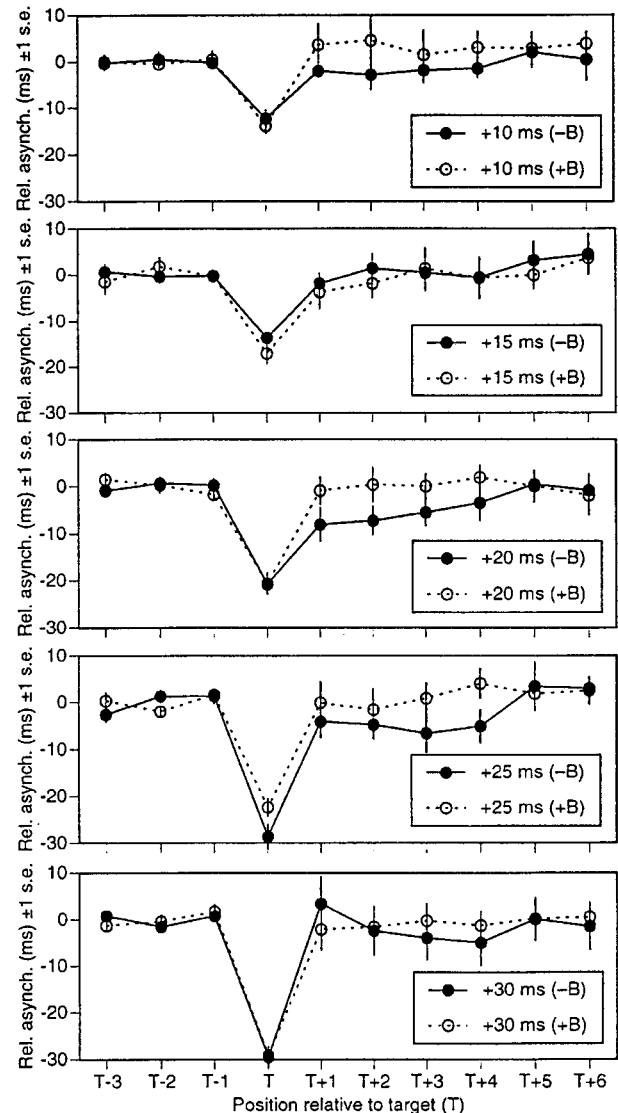 10
0
-10
-20
-30
Rel. asynch. (ms) ±1 s.e.
+10 ms (–B)
+10 ms (+B)
10
0
-10
-20
-30
Rel. asynch. (ms) ±1 s.e.
+15 ms (–B)
+15 ms (+B)
10
0
-10
-20
-30
Rel. asynch. (ms) ±1 s.e.
+20 ms (–B)
+20 ms (+B)
10
0
-10
-20
-30
Rel. asynch. (ms) ±1 s.e.
+25 ms (–B)
+25 ms (+B)
10
0
-10
-20
-30
Rel. asynch. (ms) ±1 s.e.
+30 ms (–B)
+30 ms (+B)
T-3 T-2 T-1 T T+1 T+2 T+3 T+4 T+5 T+6
Position relative to target (T)